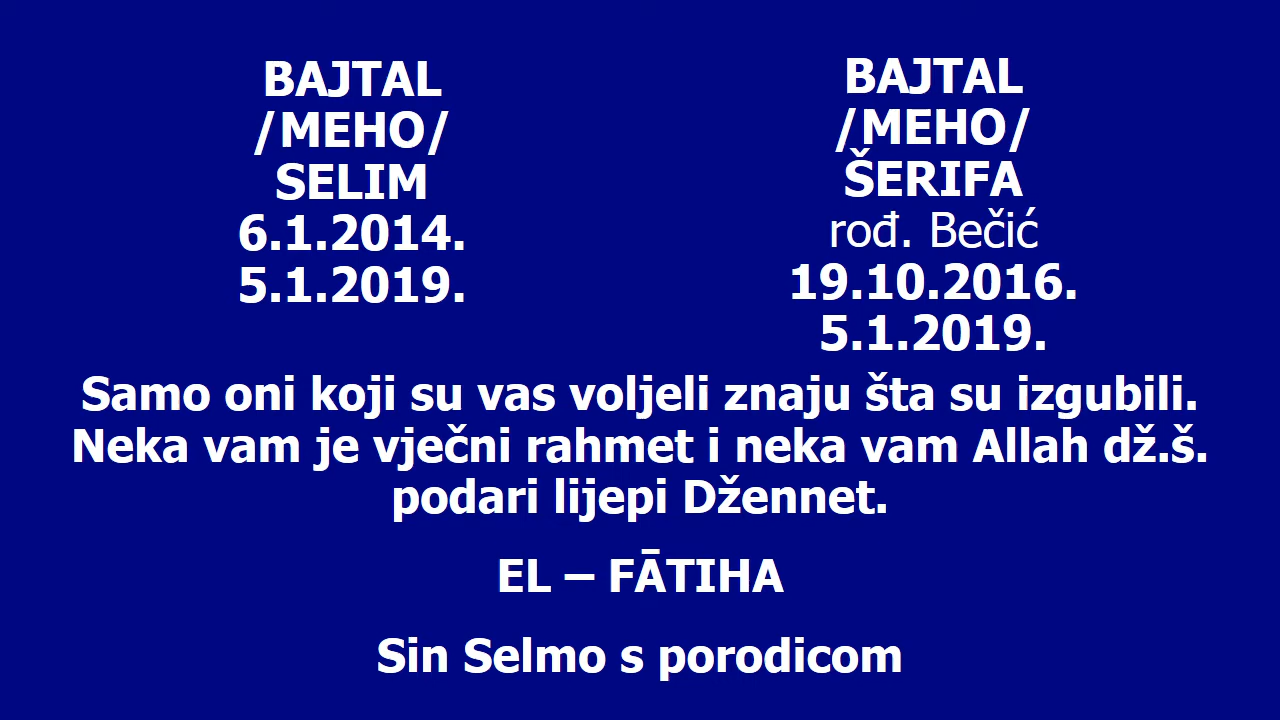 BAJTAL
/MEHO/
SELIM
6.1.2014.
5.1.2019.
BAJTAL
/MEHO/
ŠERIFA
rođ. Bečić
19.10.2016.
5.1.2019.
Samo oni koji su vas voljeli znaju šta su izgubili.
Neka vam je vječni rahmet i neka vam Allah dž.š.
podari lijepi Džennet.
EL – FĀTIHA
Sin Selmo s porodicom